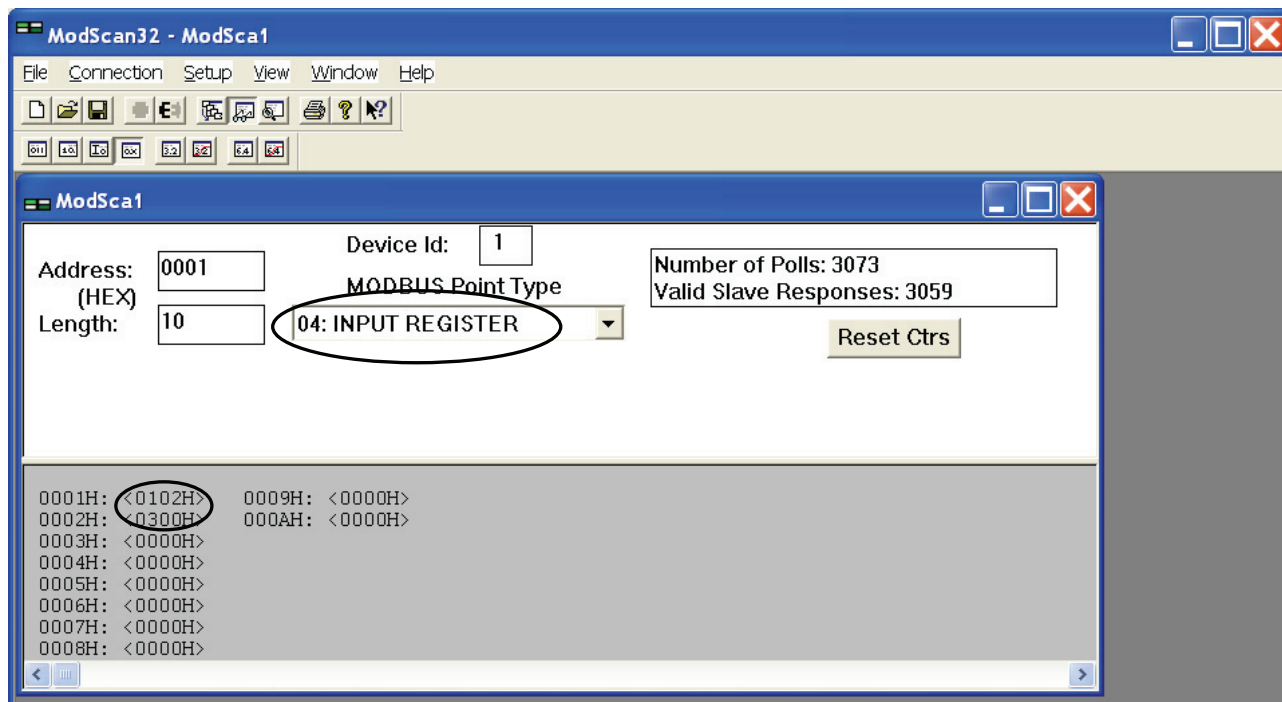 ModScan32 - ModSca1
File Connection Setup View Window Help
ModSca1
Address: 0001
(HEX)
Length: 10
Device Id: 1
MODBUS Point Type
04: INPUT REGISTER
Number of Polls: 3073
Valid Slave Responses: 3059
Reset Ctrs
0001H: <0102H> 0009H: <0000H>
0002H: <0300H> 000AH: <0000H>
0003H: <0000H>
0004H: <0000H>
0005H: <0000H>
0006H: <0000H>
0007H: <0000H>
0008H: <0000H>